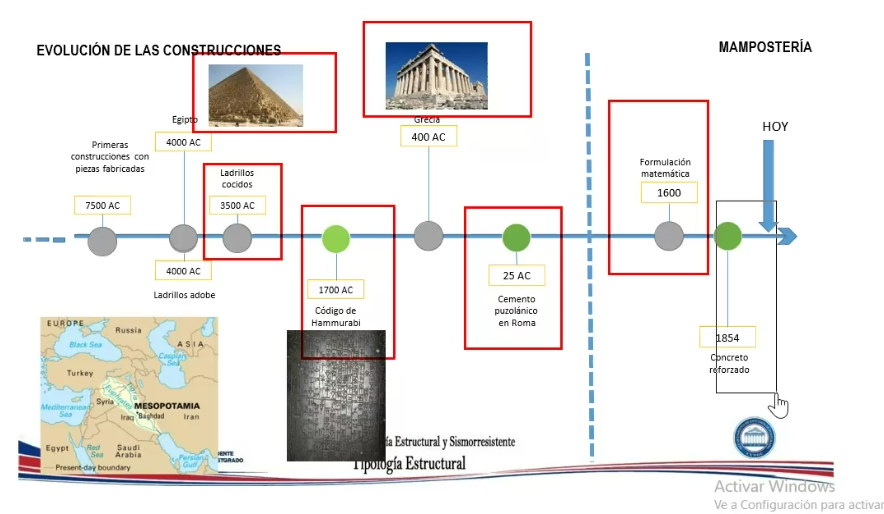 EVOLUCIÓN DE LAS CONSTRUCCIONES
MAMPOSTERÍA
Egipto
4000 AC
Primeras
construcciones con
piezas fabricadas
7500 AC
Ladrillos
cocidos
3500 AC
Grecia
400 AC
Formulación
matemática
1600
HOY
4000 AC
Ladrillos adobe
1700 AC
Código de
Hammurabi
25 AC
Cemento
puzolánico
en Roma
1854
Concreto
reforzado
EUROPE
Russia
Black Sea
ASIA
Caspian
Sea
Turkey
Syria
Tigris
Euphrates
Mediterranean
Sea
MESOPOTAMIA
Iraq
Baghdad
Iran
Egypt
Red
Sea
Saudi
Arabia
Persian
Gulf
Present-day boundary
Estructural y Sismorresistente
Tipología Estructural
Activar Windows
Ve a Configuración para activar